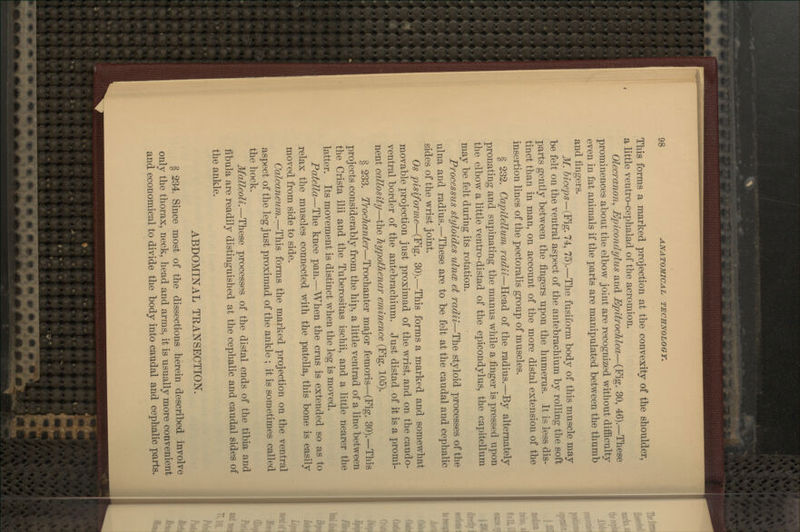 98 ANATOMICAL TECHNOLOGY.
This forms a marked projection at the convexity of the shoulder,
a little ventro-cephalad of the acromion.
Olecranon, Epicondylus and Epitrochlea—(Fig. 30, 46).—These
prominences about the elbow joint are recognized without difficulty
even in fat animals if the parts are manipulated between the thumb
and fingers.
M. biceps—(Fig. 74, 75).—The fusiform body of this muscle may
be felt on the ventral aspect of the antebrachium by rolling the soft
parts gently between the fingers upon the humerus. It is less dis-
tinct than in man, on account of the more distal extension of the
insertion lines of the pectoralis group of muscles.
§ 232. Capitellum radii—Head of the radius.—By alternately
pronating and supinating the manus while a finger is pressed upon
the elbow a little ventro-distad of the epicondylus, the capitellum
may be felt during its rotation.
Processus styloides ulnæ et radii—The styloid processes of the
ulna and radius.—These are to be felt at the caudal and cephalic
sides of the wrist joint.
Os pisiforme—(Fig. 30).—This forms a marked and somewhat
movable projection just proximad of the wrist, and on the caudo-
ventral border of the antebrachium. Just distad of it is a promi-
nent callosity—the hypothenar eminence (Fig. 105).
§ 233. Trochanter—Trochanter major femoris—(Fig. 30).—This
projects considerably from the hip, a little ventrad of a line between
the Crista ilii and the Tuberositas ischii, and a little nearer the
latter. Its movement is distinct when the leg is moved.
Patella—The knee pan.—When the crus is extended so as to
relax the muscles connected with the patella, this bone is easily
moved from side to side.
Calcaneum.—This forms the marked projection on the ventral
aspect of the leg just proximad of the ankle; it is sometimes called
the hock.
Malleoli.—These processes of the distal ends of the tibia and
fibula are readily distinguished at the cephalic and caudal sides of
the ankle.
ABDOMINAL TRANSECTION.
§ 234. Since most of the dissections herein described involve
only the thorax, neck, head and arms, it is usually more convenient
and economical to divide the body into caudal and cephalic parts.